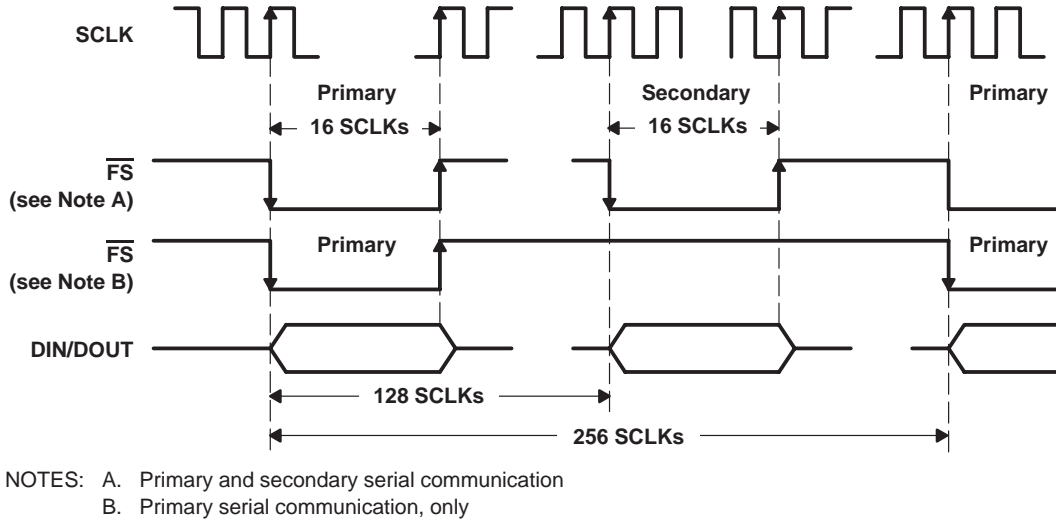 SCLK
Primary
Secondary
Primary
16 SCLKs
16 SCLKs
FS
(see Note A)
FS
(see Note B)
Primary
Primary
DIN/DOUT
128 SCLKs
256 SCLKs
NOTES: A. Primary and secondary serial communication
B. Primary serial communication, only